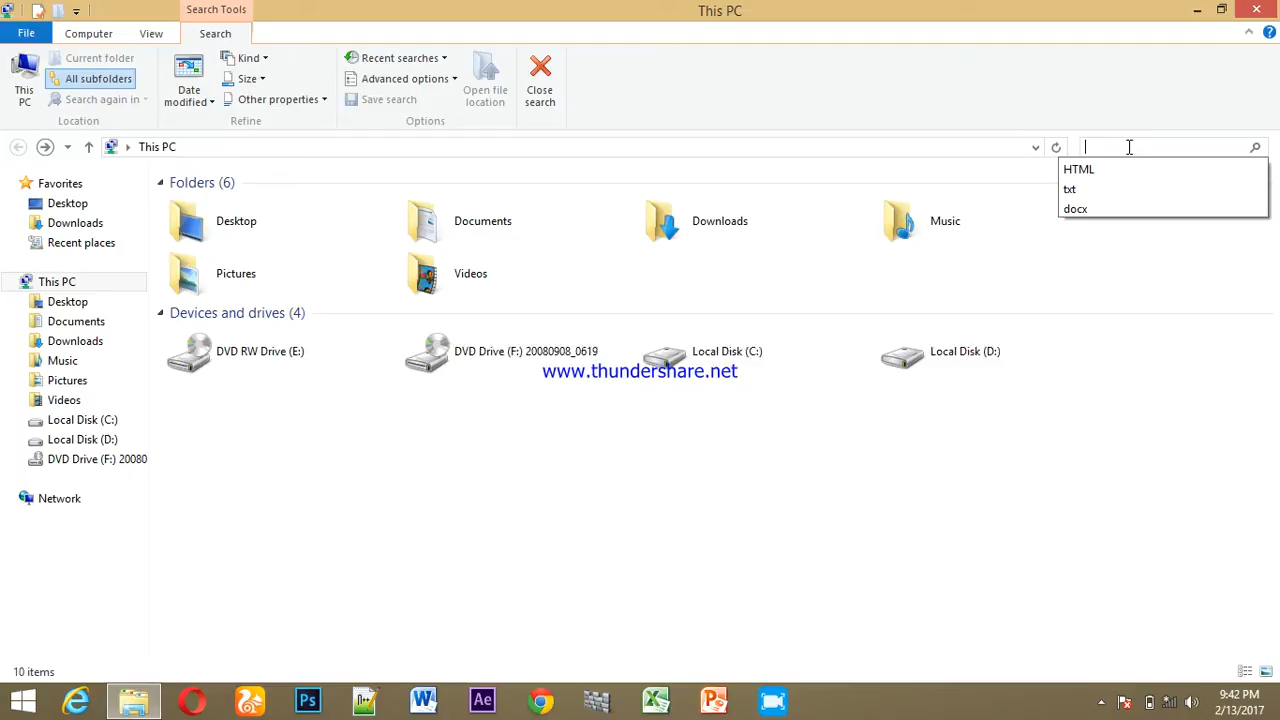 Search Tools
This PC
File
Computer
View
Search
This PC
Current folder
All subfolders
Search again in
Location
Date modified
Kind
Size
Other properties
Refine
Recent searches
Advanced options
Save search
Open file location
Options
Close search
This PC
HTML
txt
docx
Favorites
Desktop
Downloads
Recent places
This PC
Desktop
Documents
Downloads
Music
Pictures
Videos
Local Disk (C:)
Local Disk (D:)
DVD Drive (F:) 20080
Network
Folders (6)
Desktop
Documents
Downloads
Music
Pictures
Videos
Devices and drives (4)
DVD RW Drive (E:)
DVD Drive (F:) 20080908_0619
Local Disk (C:)
Local Disk (D:)
www.thundershare.net
10 items
Ps
n++
W
Ae
X
P
9:42 PM
2/13/2017